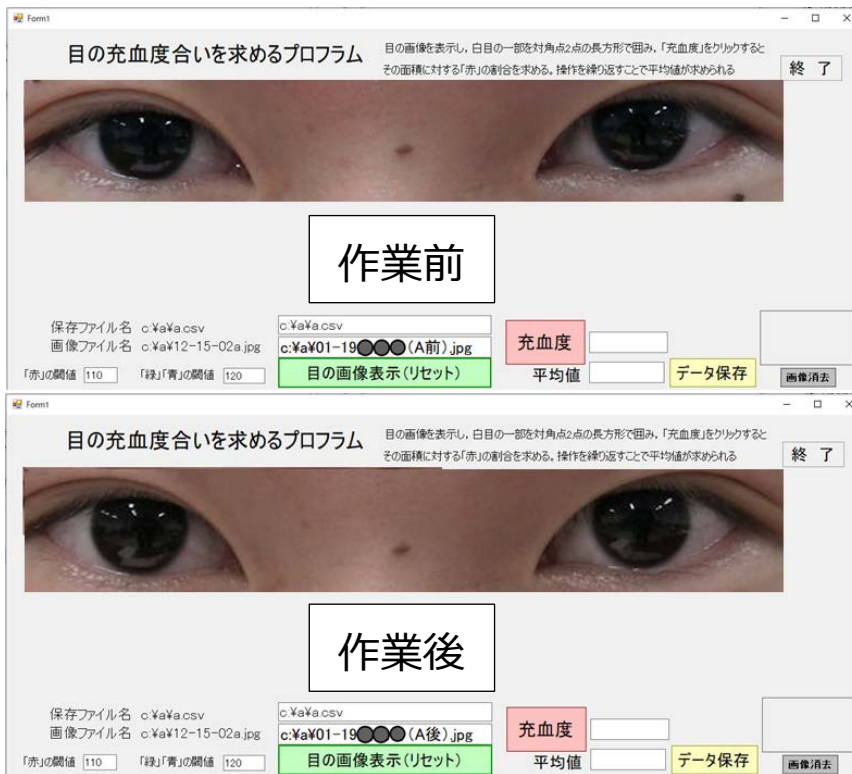 Form1
目の充血度合いを求めるプロフラム
目の画像を表示し，白目の一部を対角点2点の長方形で囲み，「充血度」をクリックすると
その面積に対する「赤」の割合を求める。操作を繰り返すことで平均値が求められる
終 了
作業前
保存ファイル名 c:¥a¥a.csv
c:¥a¥a.csv
画像ファイル名 c:¥a¥12-15-02a.jpg
c:¥a¥01-19●●●(A前).jpg
充血度
「赤」の閾値 110
「緑」「青」の閾値 120
目の画像表示(リセット)
平均値
データ保存
画像消去
Form1
目の充血度合いを求めるプロフラム
目の画像を表示し，白目の一部を対角点2点の長方形で囲み，「充血度」をクリックすると
その面積に対する「赤」の割合を求める。操作を繰り返すことで平均値が求められる
終 了
作業後
保存ファイル名 c:¥a¥a.csv
c:¥a¥a.csv
画像ファイル名 c:¥a¥12-15-02a.jpg
c:¥a¥01-19●●●(A後).jpg
充血度
「赤」の閾値 110
「緑」「青」の閾値 120
目の画像表示(リセット)
平均値
データ保存
画像消去